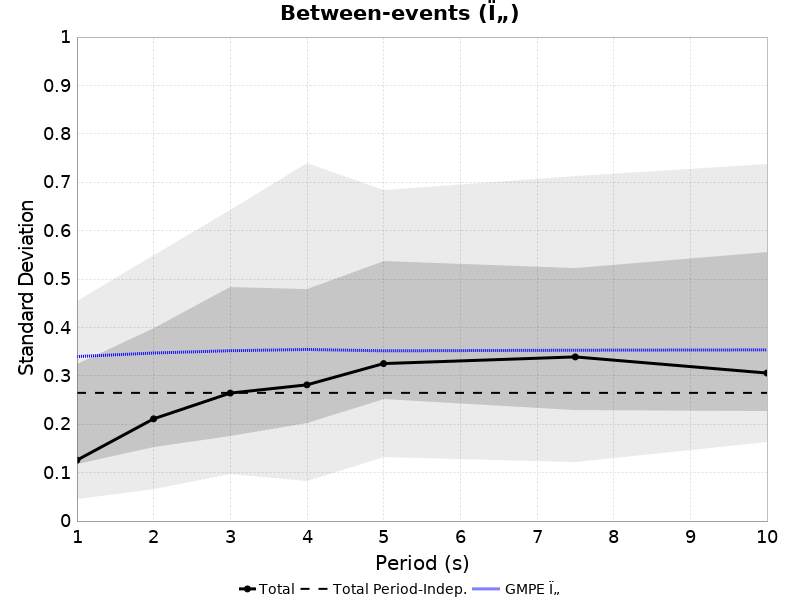 Between-events (Ï„)
1
0.9
0.8
0.7
0.6
0.5
0.4
0.3
0.2
0.1
0
Standard Deviation
1 2 3 4 5 6 7 8 9 10
Period (s)
Total Total Period-Indep. GMPE Ï„